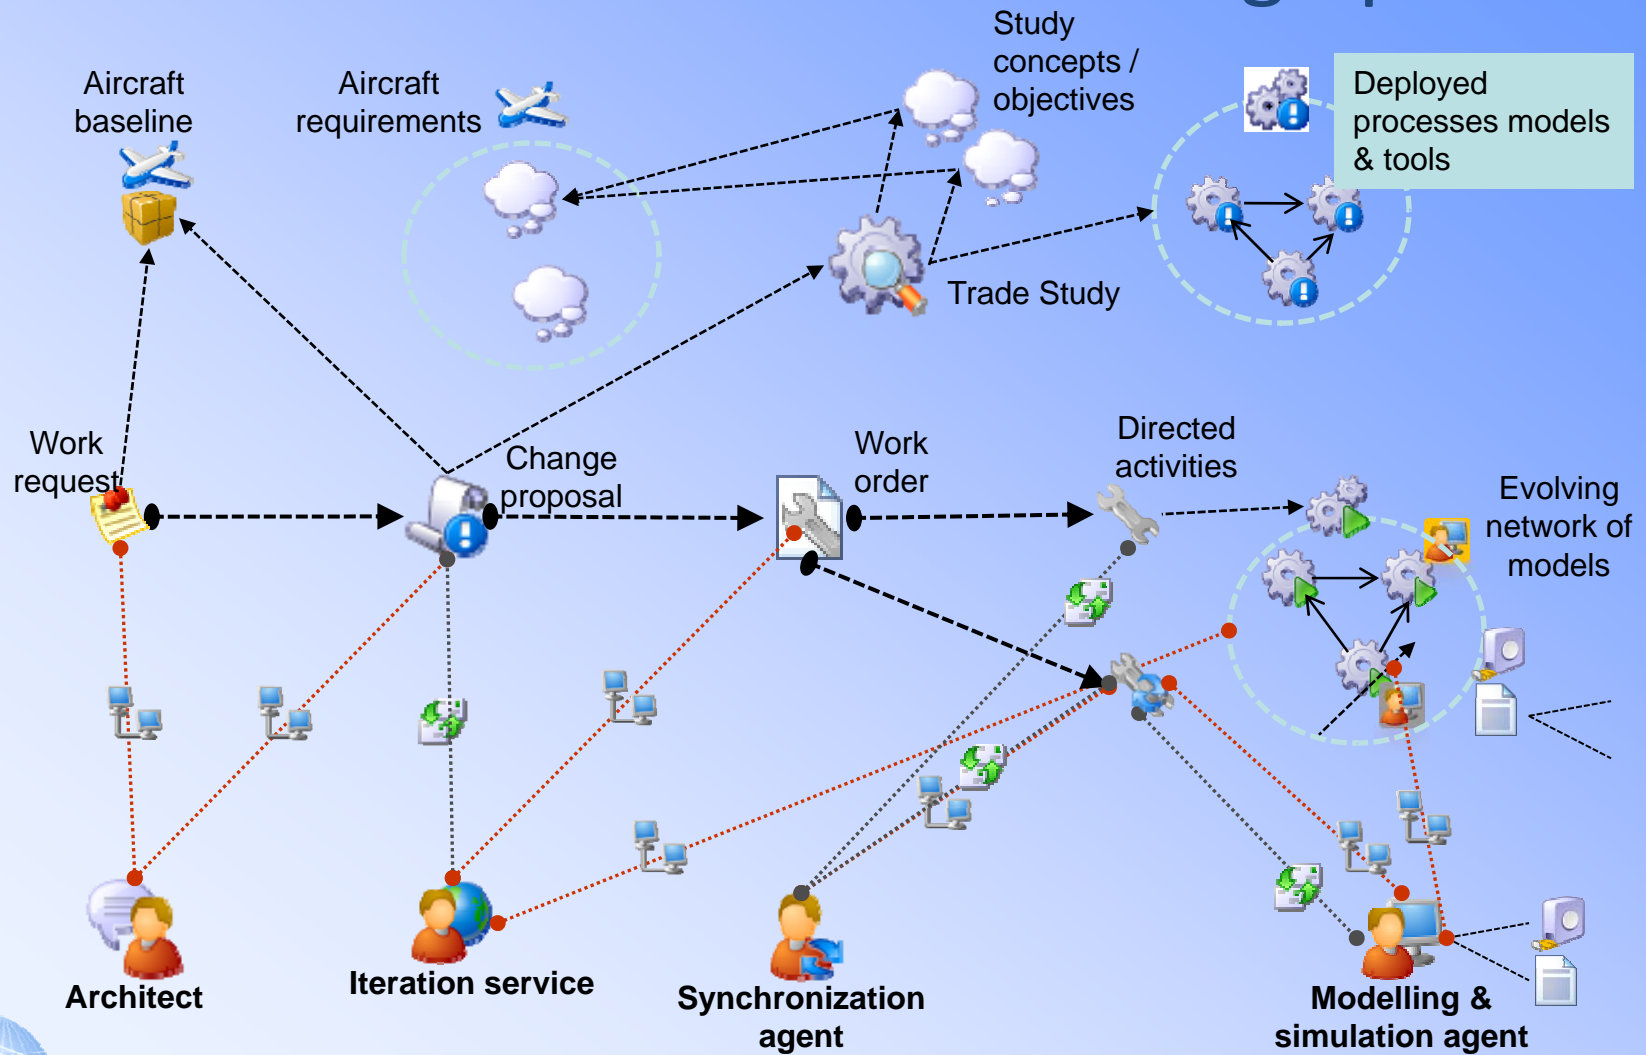 Study
concepts /
objectives
Aircraft
baseline
Aircraft
requirements
Deployed
processes models
& tools
Trade Study
Work
request
Change
proposal
Work
order
Directed
activities
Evolving
network of
models
Architect
Iteration service
Synchronization
agent
Modelling &
simulation agent